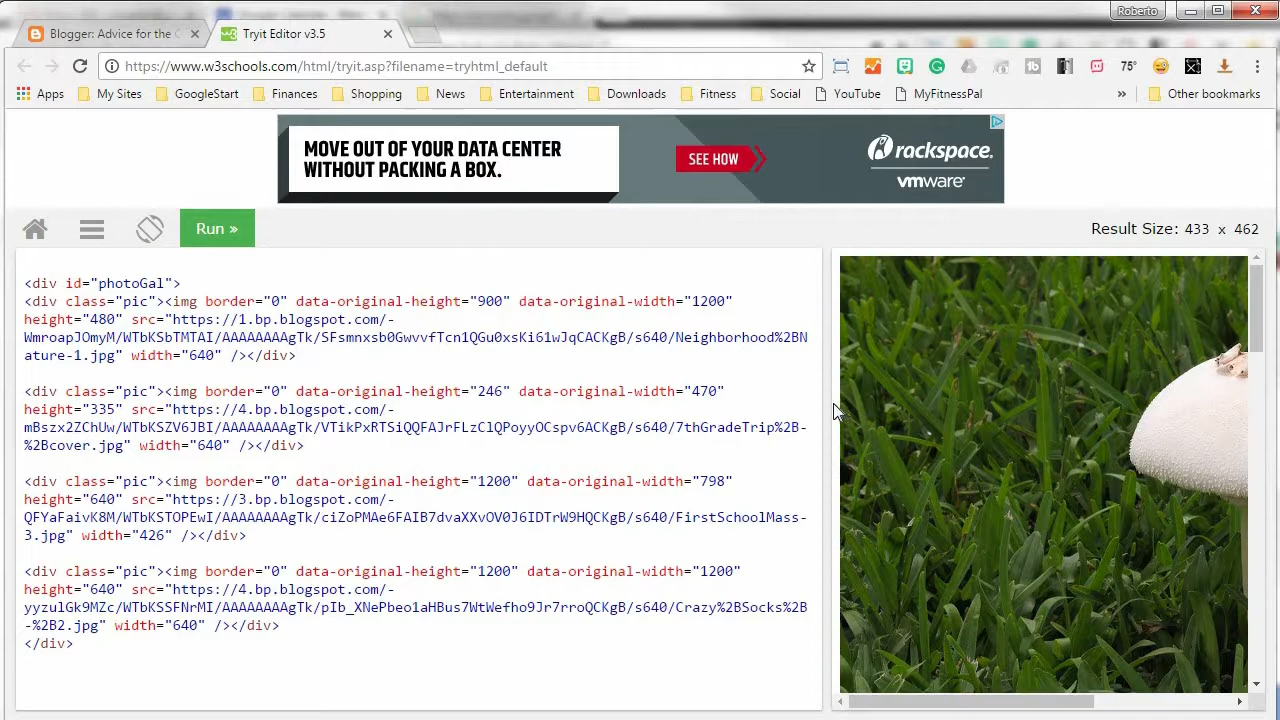 Roberto
Blogger: Advice for the C
Tryit Editor v3.5
https://www.w3schools.com/html/tryit.asp?filename=tryhtml_default
75°
Apps My Sites GoogleStart Finances Shopping News Entertainment Downloads Fitne Social YouTube MyFitnessPal » Other bookmarks
MOVE OUT OF YOUR DATA CENTER
WITHOUT PACKING A BOX.
SEE HOW
rackspace.
vmware
Run »
Result Size: 433 x 462
<div id="photoGal">
<div class="pic"><img border="0" data-original-height="900" data-original-width="1200"
height="480" src="https://1.bp.blogspot.com/-
WmroapJOmyM/WTbKSbTMTAI/AAAAAAAAgTk/SFsmnxsb0GwvvfTcn1QGu0xsKi61wJqCACKgB/s640/Neighborhood%2BN
ature-1.jpg" width="640" /></div>
<div class="pic"><img border="0" data-original-height="246" data-original-width="470"
height="335" src="https://4.bp.blogspot.com/-
mBszx2ZChUw/WTbKSZV6JBI/AAAAAAAAgTk/VTikPxRTSiQQFAJrFLzClQPoyyOCspv6ACKgB/s640/7thGradeTrip%2B-
%2Bcover.jpg" width="640" /></div>
<div class="pic"><img border="0" data-original-height="1200" data-original-width="798"
height="640" src="https://3.bp.blogspot.com/-
QFYaFaivK8M/WTbKSTOPEwI/AAAAAAAAgTk/ciZoPMAe6FAIB7dvaXXvOV0J6IDTrW9HQCKgB/s640/FirstSchoolMass-
3.jpg" width="426" /></div>
<div class="pic"><img border="0" data-original-height="1200" data-original-width="1200"
height="640" src="https://4.bp.blogspot.com/-
yyzulGk9MZc/WTbKSSFNrMI/AAAAAAAAgTk/pIb_XNePbeo1aHBus7WtWefho9Jr7rroQCKgB/s640/Crazy%2BSocks%2B
-%2B2.jpg" width="640" /></div>
</div>